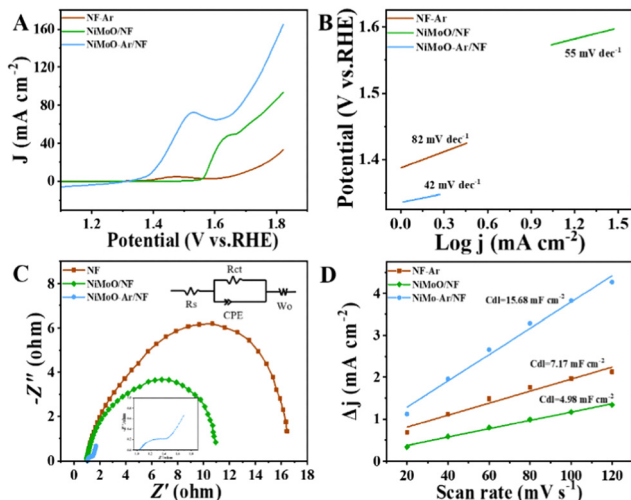 A
NF-Ar
NiMoO/NF
NiMoO-Ar/NF
J (mA cm-2)
160
120
80
40
0
1.2
1.4
1.6
1.8
Potential (V vs.RHE)
B
NF-Ar
NiMoO/NF
NiMoO-Ar/NF
Potential (V vs.RHE)
1.6
1.5
1.4
55 mV dec-1
82 mV dec-1
42 mV dec-1
0.0
0.5
1.0
1.5
Log j (mA cm-2)
C
NF
NiMoO/NF
NiMoO-Ar/NF
Rs
Rct
CPE
Wo
-Z'' (ohm)
8
6
4
2
0
0
2
4
6
8
10
12
14
16
18
Z' (ohm)
D
NF-Ar
NiMoO/NF
NiMo-Ar/NF
Cdl=15.68 mF cm-2
Cdl=7.17 mF cm-2
Cdl=4.98 mF cm-2
Δj (mA cm-2)
4
2
0
20
40
60
80
100
120
Scan rate (mV s-1)